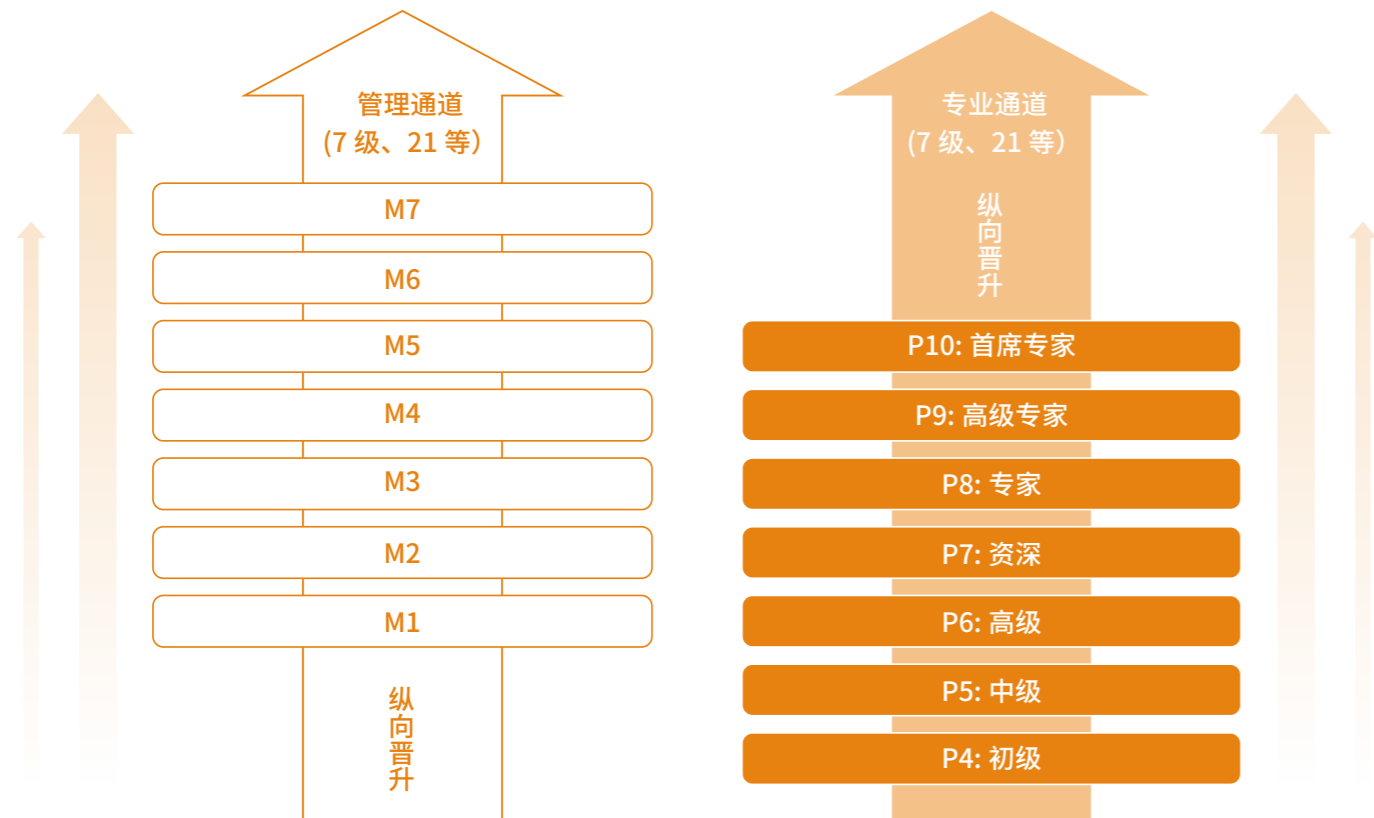 管理通道
(7 级、21 等）
M7
M6
M5
M4
M3
M2
M1
纵向晋升
专业通道
(7 级、21 等）
纵向晋升
P10: 首席专家
P9: 高级专家
P8: 专家
P7: 资深
P6: 高级
P5: 中级
P4: 初级